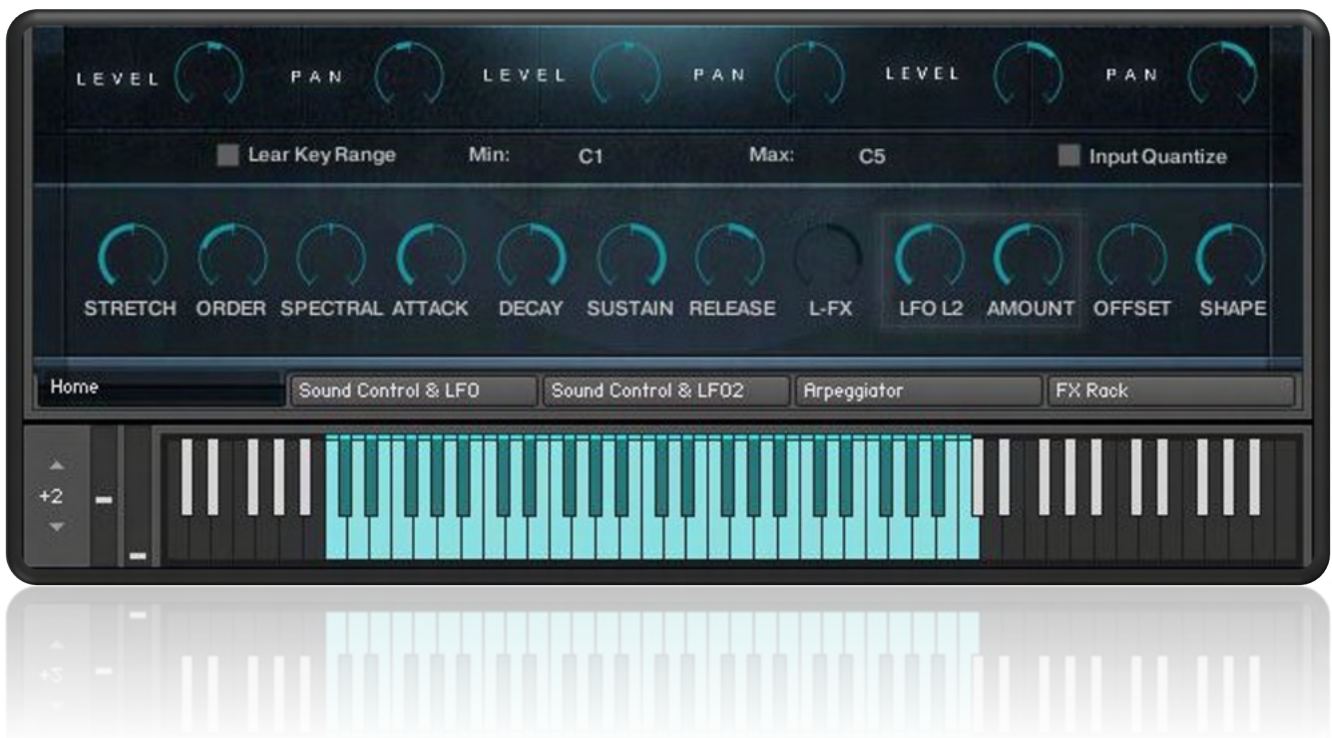 LEVEL PAN LEVEL PAN LEVEL PAN
Lear Key Range Min: C1 Max: C5 Input Quantize
STRETCH ORDER SPECTRAL ATTACK DECAY SUSTAIN RELEASE L-FX LFO L2 AMOUNT OFFSET SHAPE
Home Sound Control & LFO Sound Control & LFO2 Arpeggiator FX Rack
+2